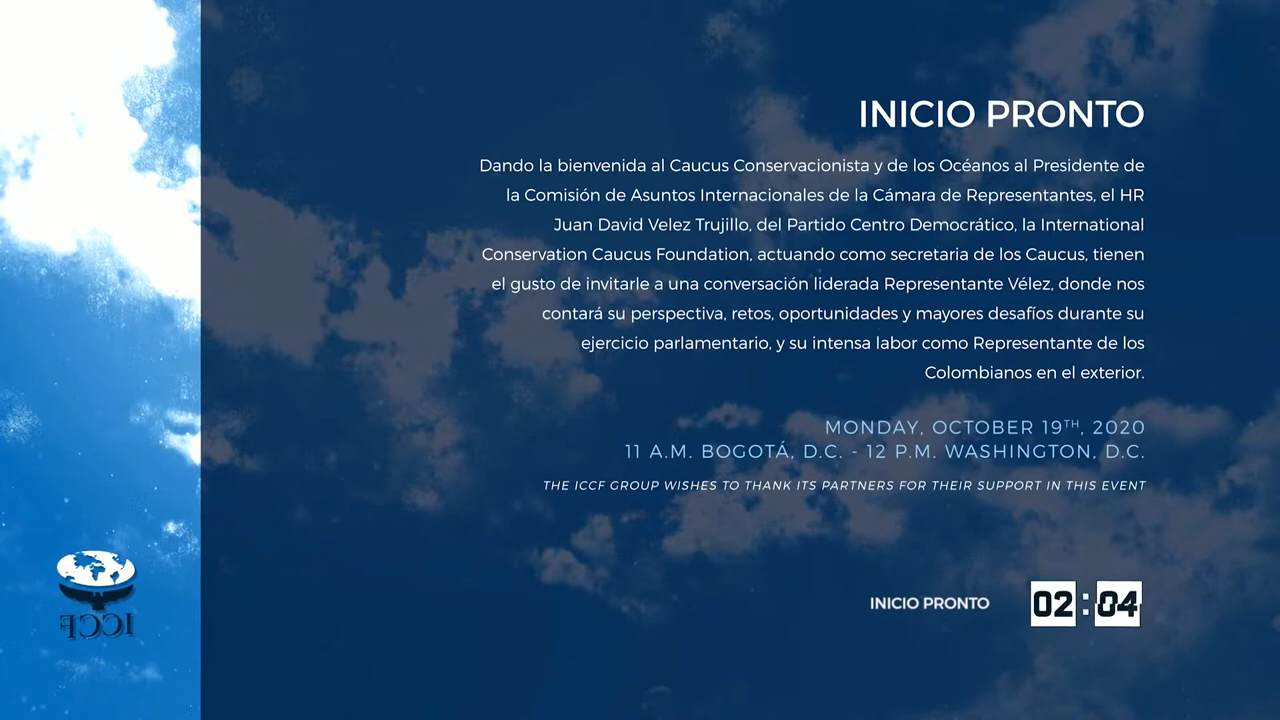 INICIO PRONTO
Dando la bienvenida al Caucus Conservacionista y de los Océanos al Presidente de
la Comisión de Asuntos Internacionales de la Cámara de Representantes, el HR
Juan David Velez Trujillo, del Partido Centro Democrático, la International
Conservation Caucus Foundation, actuando como secretaria de los Caucus, tienen
el gusto de invitarle a una conversación liderada Representante Vélez, donde nos
contará su perspectiva, retos, oportunidades y mayores desafíos durante su
ejercicio parlamentario, y su intensa labor como Representante de los
Colombianos en el exterior.
MONDAY, OCTOBER 19TH, 2020
11 A.M. BOGOTÁ, D.C. - 12 P.M. WASHINGTON, D.C.
THE ICCF GROUP WISHES TO THANK ITS PARTNERS FOR THEIR SUPPORT IN THIS EVENT
INICIO PRONTO 02:04
ICCF